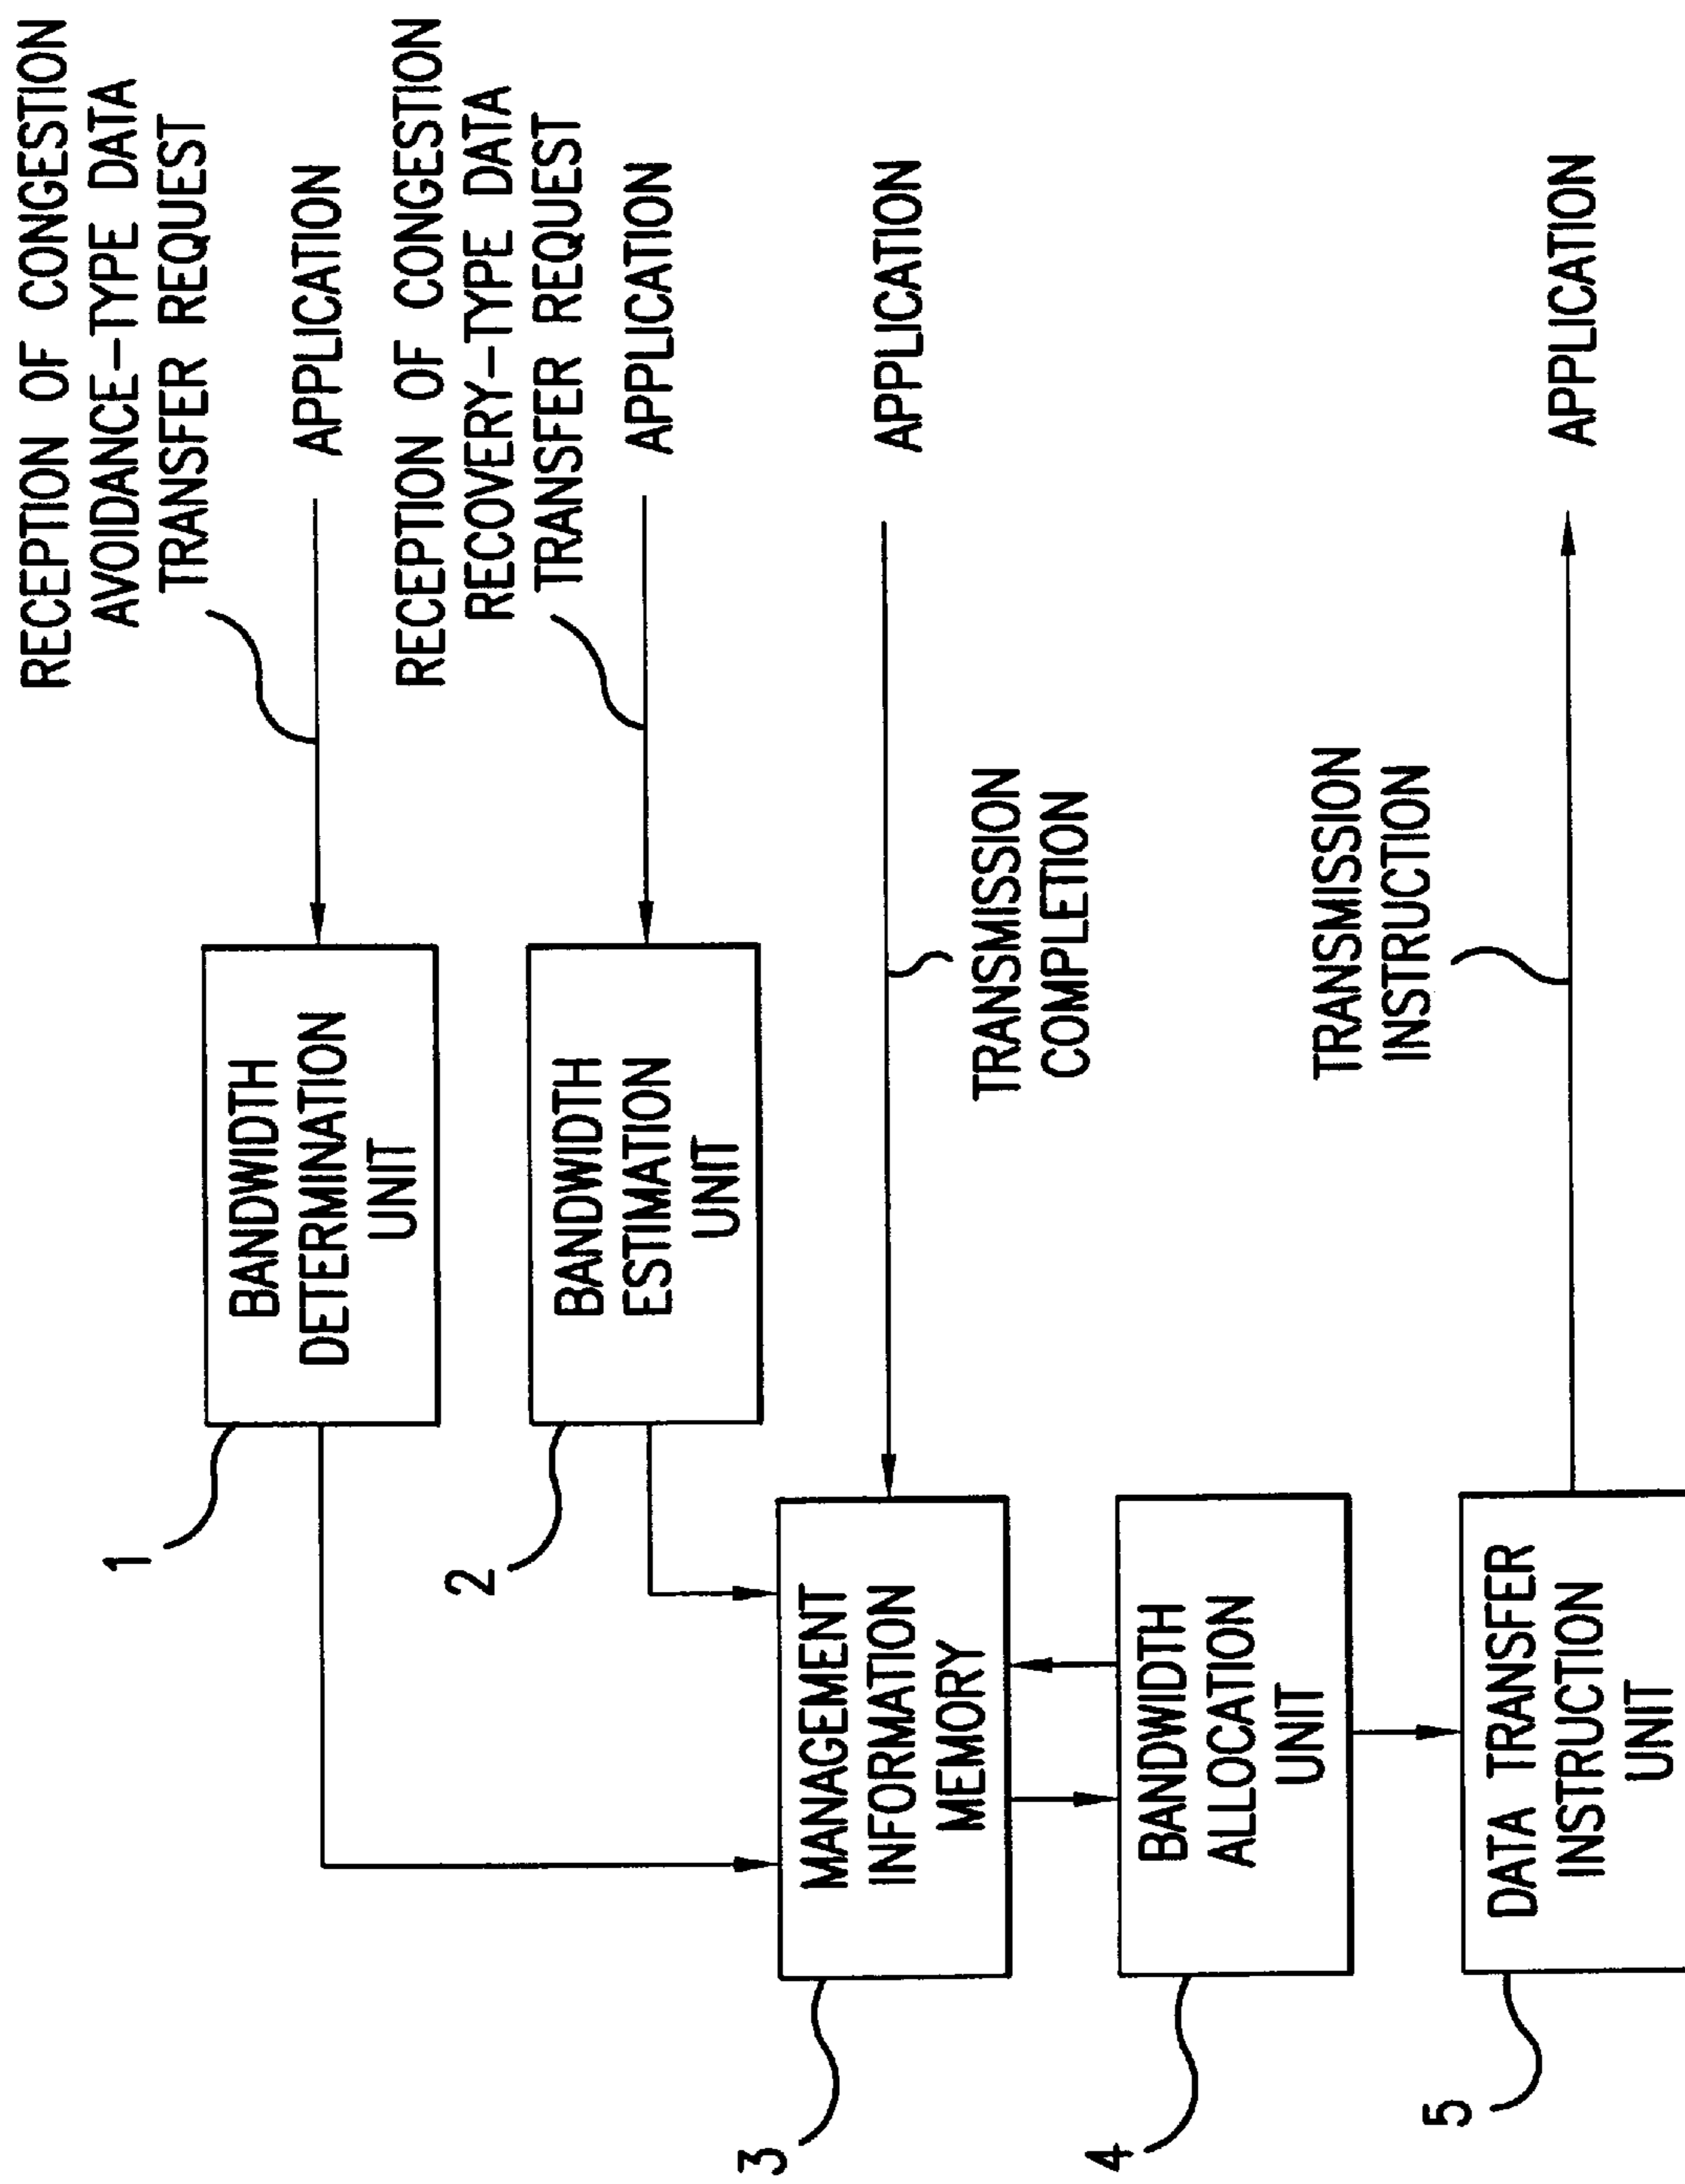 RECEPTION OF CONGESTION
AVOIDANCE-TYPE DATA
TRANSFER REQUEST
APPLICATION
BANDWIDTH
DETERMINATION
UNIT
1
RECEPTION OF CONGESTION
RECOVERY-TYPE DATA
TRANSFER REQUEST
APPLICATION
BANDWIDTH
ESTIMATION
UNIT
2
APPLICATION
TRANSMISSION
COMPLETION
MANAGEMENT
INFORMATION
MEMORY
3
BANDWIDTH
ALLOCATION
UNIT
4
APPLICATION
TRANSMISSION
INSTRUCTION
DATA TRANSFER
INSTRUCTION
UNIT
5